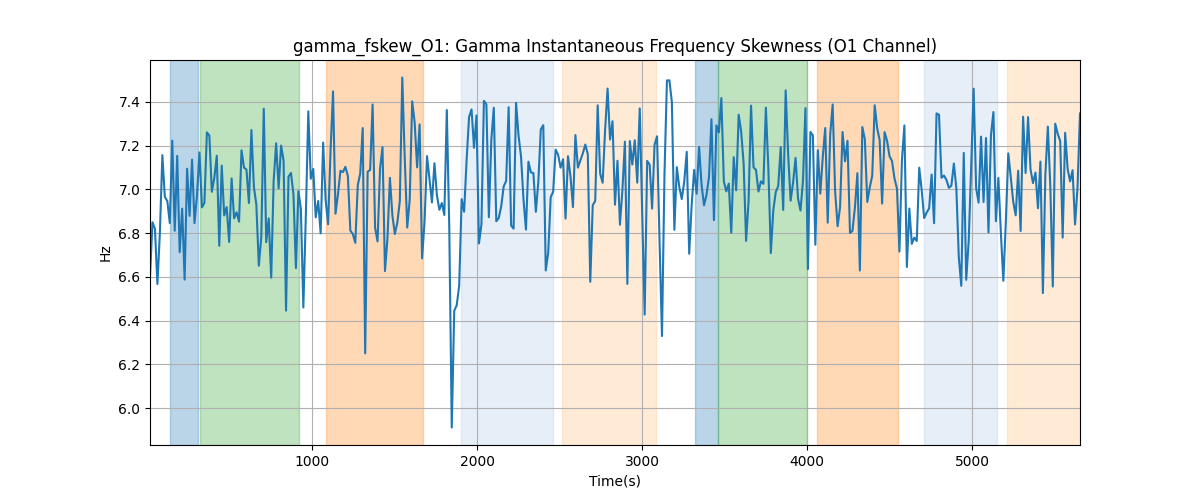 gamma_fskew_O1: Gamma Instantaneous Frequency Skewness (O1 Channel)
Hz
7.4
7.2
7.0
6.8
6.6
6.4
6.2
6.0
1000 2000 3000 4000 5000
Time(s)